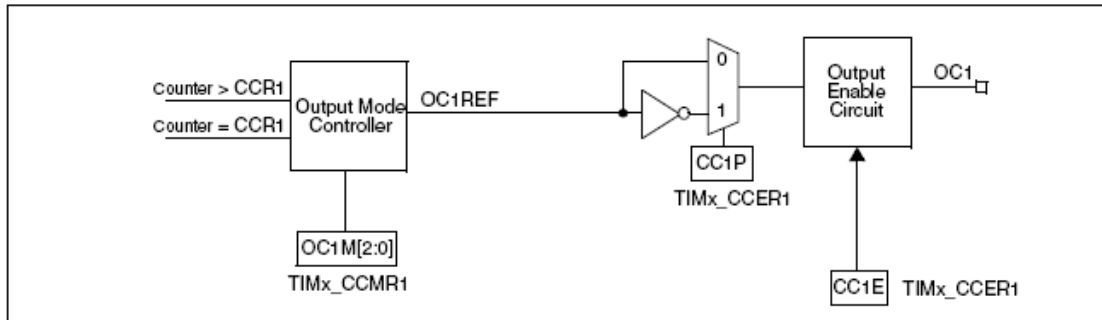 Counter > CCR1
Counter = CCR1
Output Mode
Controller
OC1REF
0
1
Output
Enable
Circuit
OC1
CC1P
TIMx_CCER1
OC1M[2:0]
TIMx_CCMR1
CC1E
TIMx_CCER1